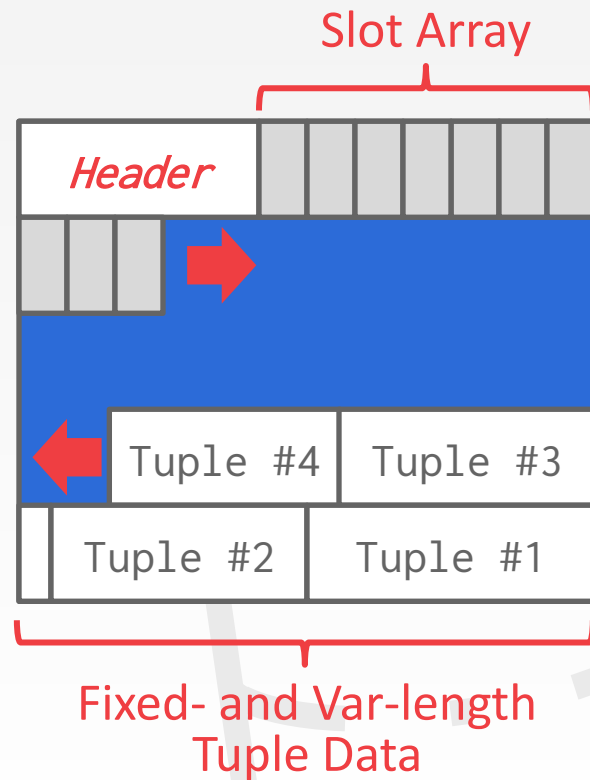 Slot Array
Header
Tuple #4
Tuple #3
Tuple #2
Tuple #1
Fixed- and Var-length
Tuple Data